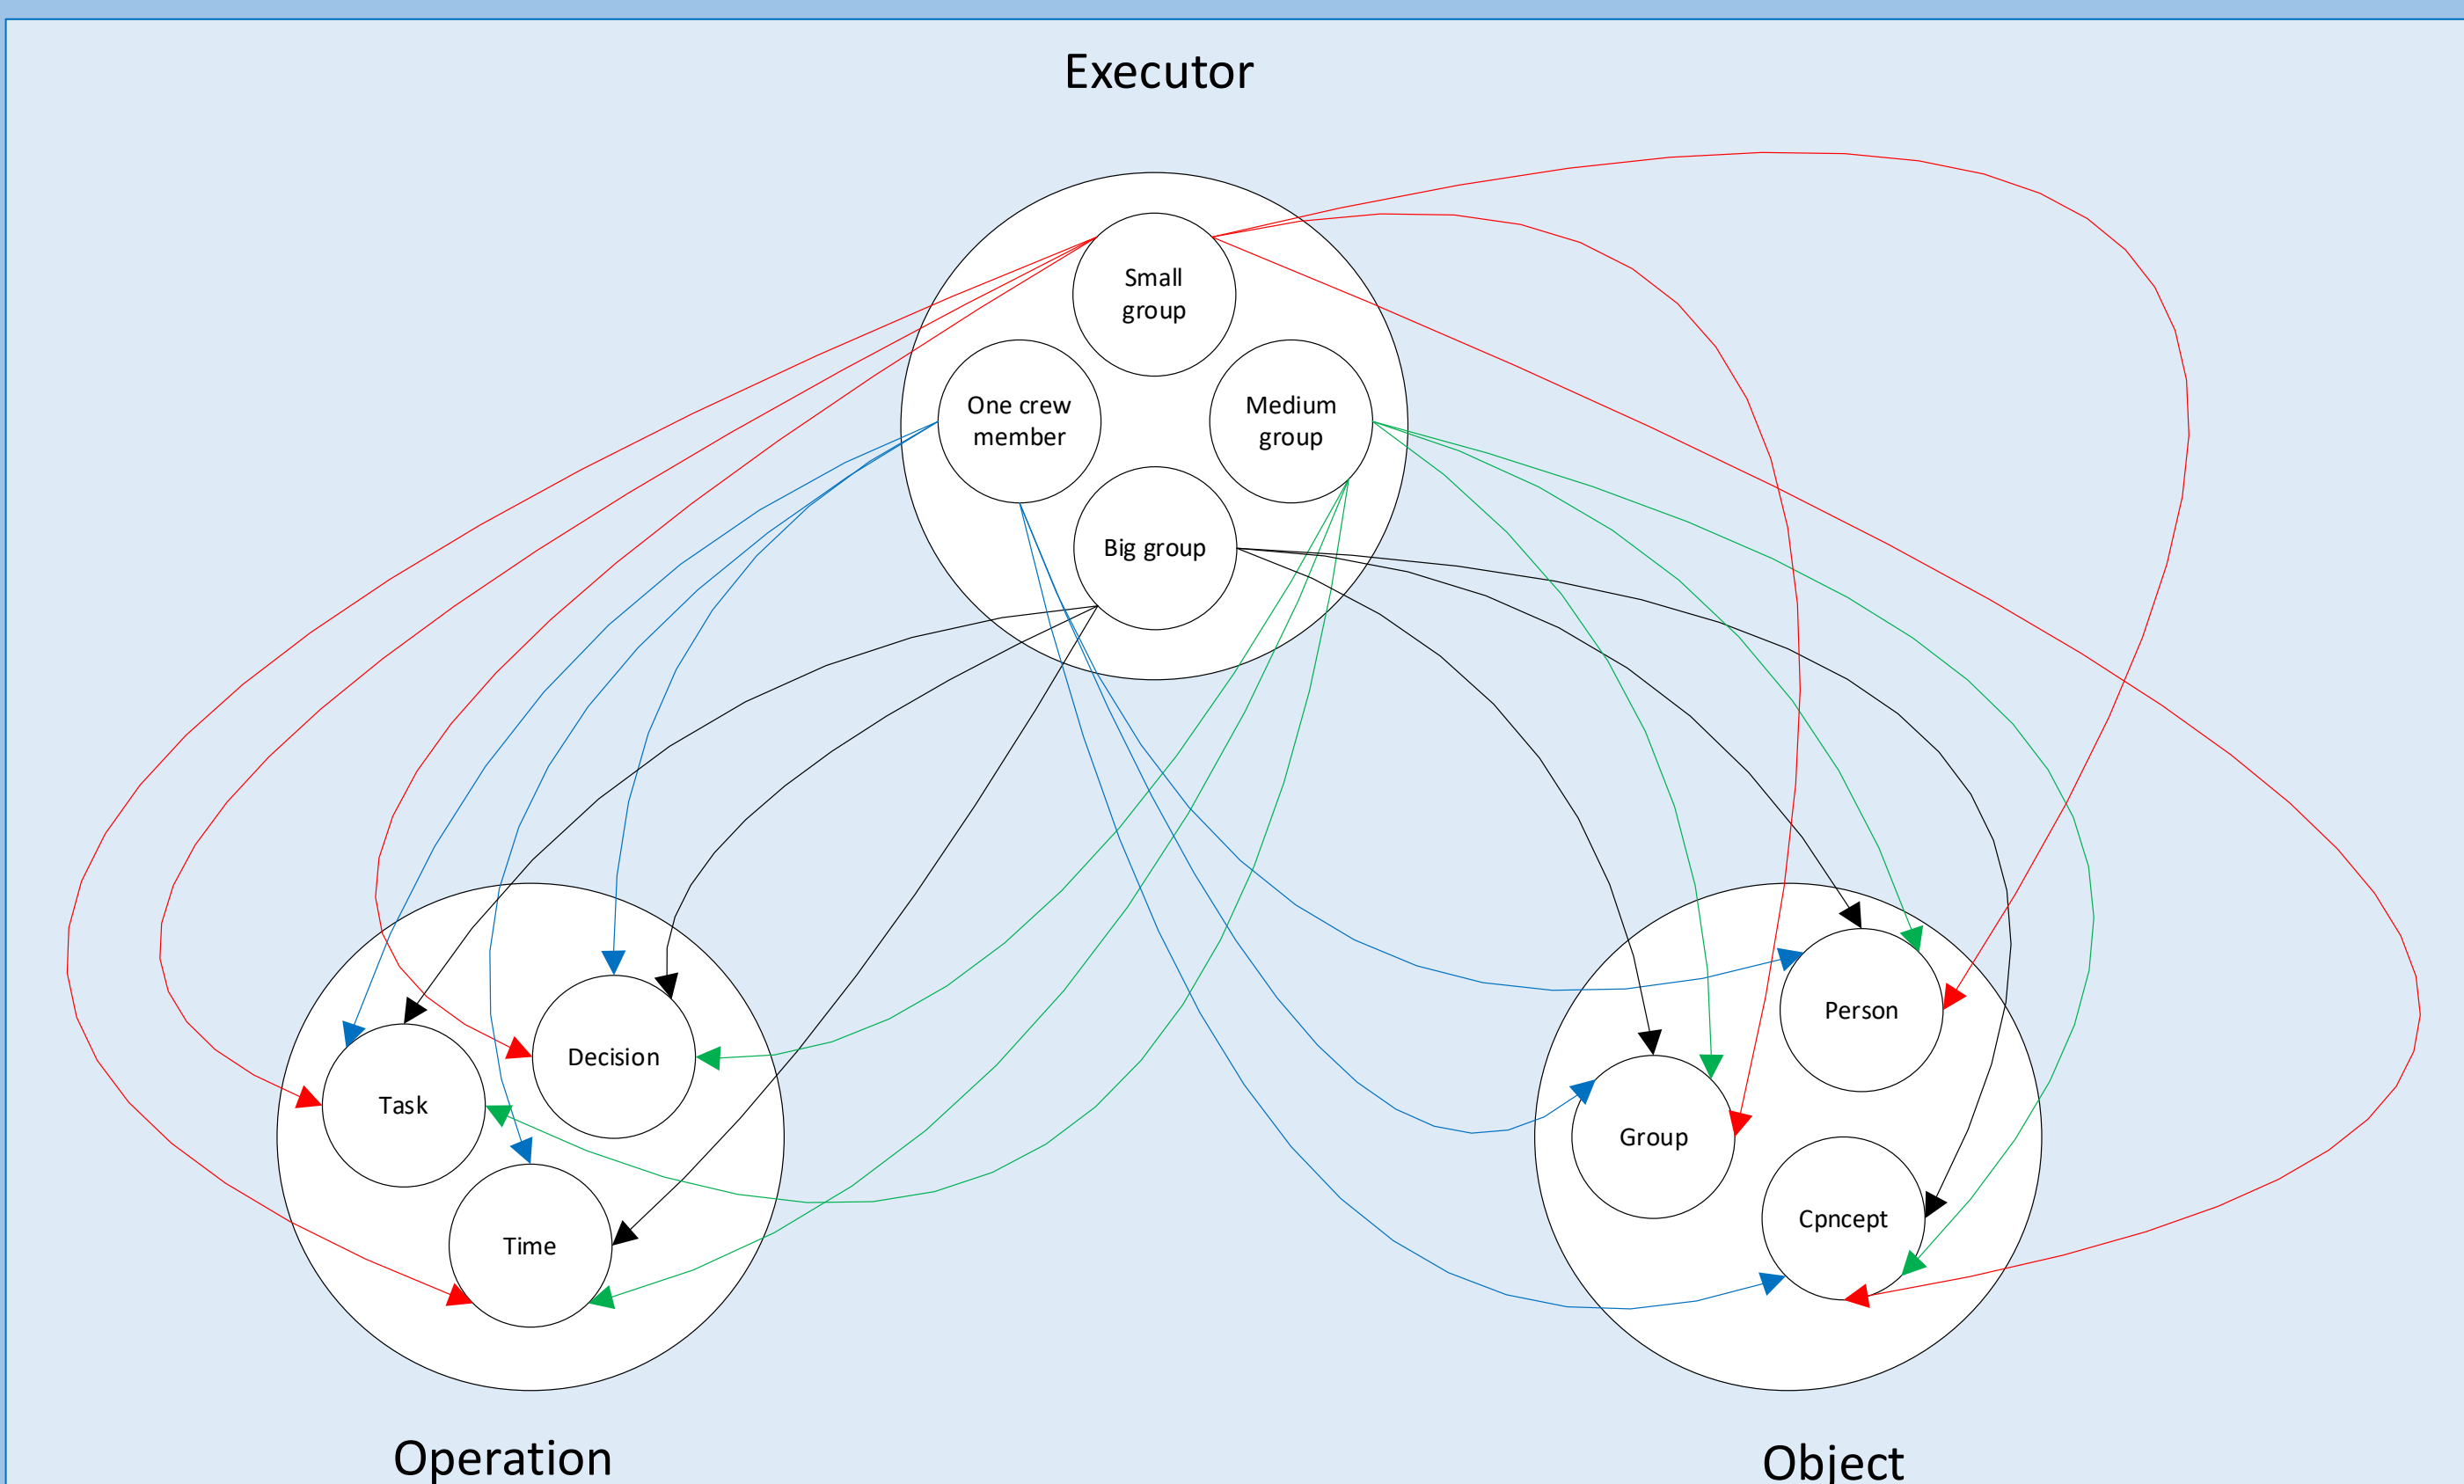 Executor
Small
group
One crew
member
Medium
group
Big group
Decision
Task
Time
Person
Group
Cpncept
Operation
Object